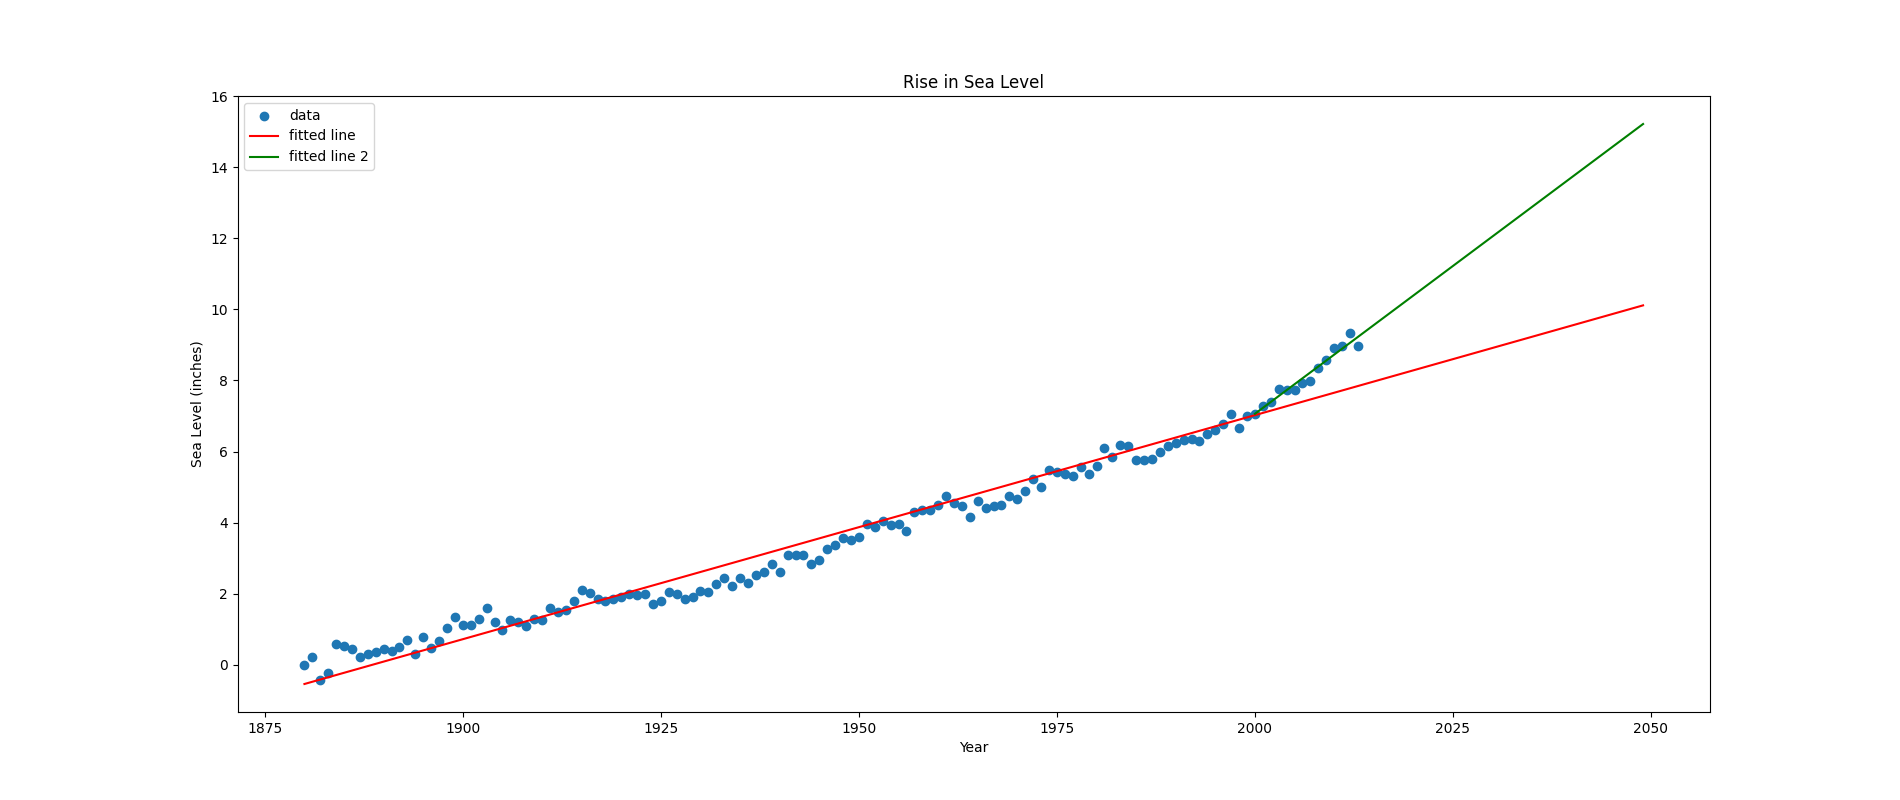 Rise in Sea Level
data
fitted line
fitted line 2
Sea Level (inches)
16
14
12
10
8
6
4
2
0
1875 1900 1925 1950 1975 2000 2025 2050
Year